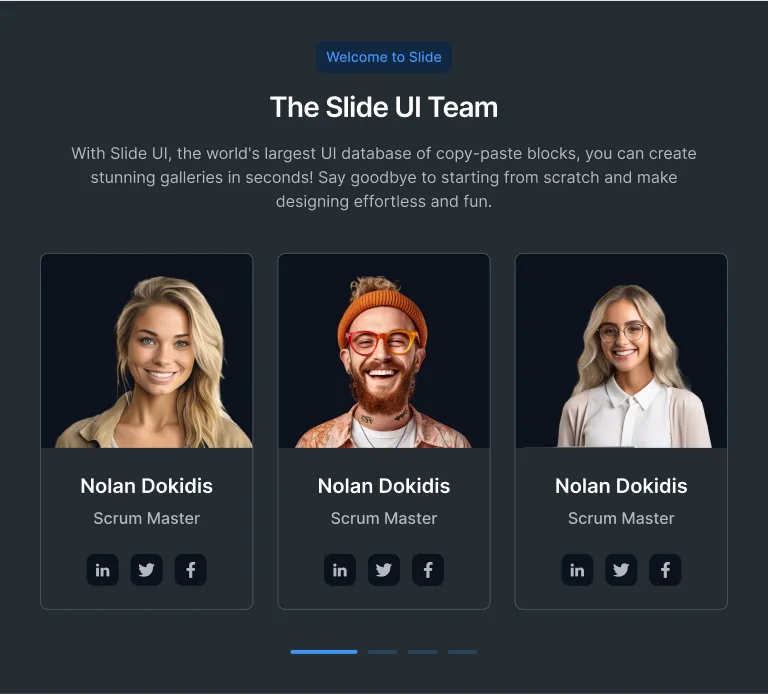 Welcome to Slide
The Slide UI Team
With Slide UI, the world's largest UI database of copy-paste blocks, you can create
stunning galleries in seconds! Say goodbye to starting from scratch and make
designing effortless and fun.
Nolan Dokidis
Scrum Master
in
f
Nolan Dokidis
Scrum Master
in
f
Nolan Dokidis
Scrum Master
in
f